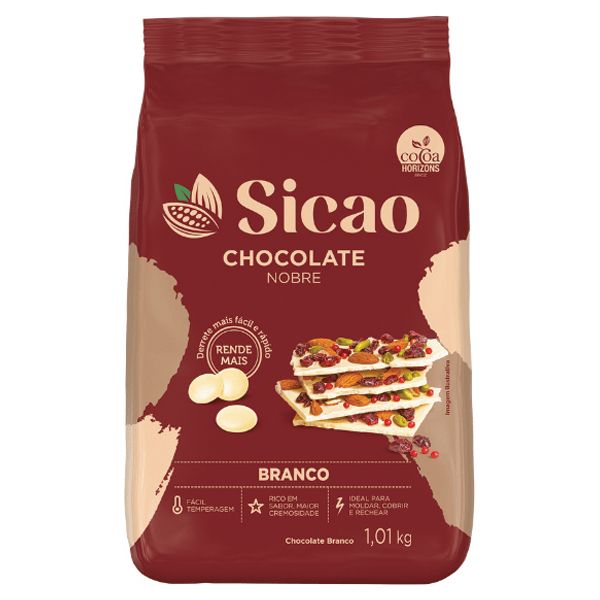 cocoa
HORIZONS
Sicao
CHOCOLATE
NOBRE
Derrete mais fácil e rápido
RENDE
MAIS
Imagem Ilustrativa
BRANCO
FÁCIL
TEMPERAGEM
RICO EM
SABOR, MAIOR
CREMOSIDADE
IDEAL PARA
MOLDAR, COBRIR
E RECHEAR
Chocolate Branco 1,01 kg